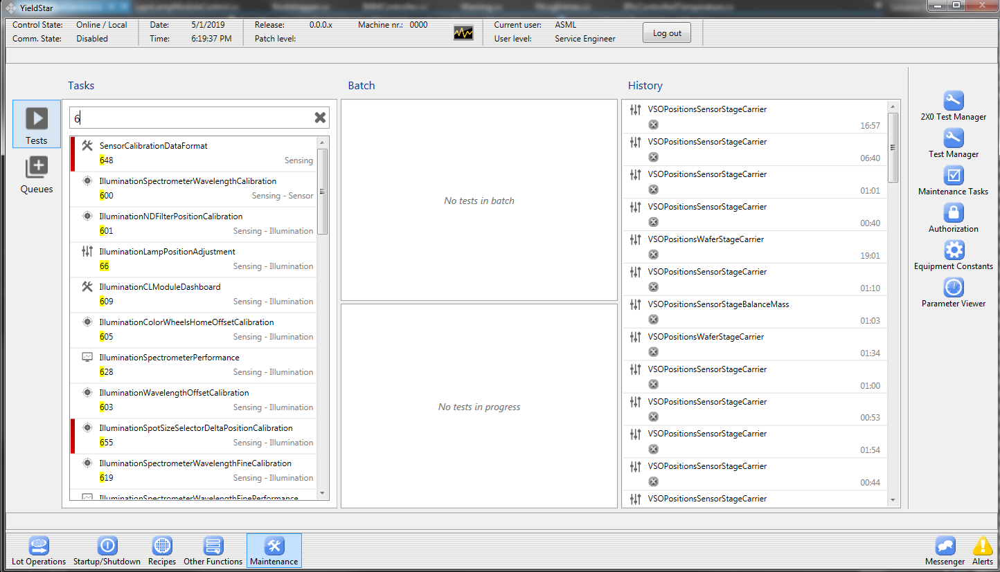 YieldStar
Control State: Online / Local
Comm. State: Disabled
Date: 5/1/2019
Time: 6:19:37 PM
Release: 0.0.0.x Machine nr.: 0000
Patch level:
Current user: ASML
User level: Service Engineer
Log out
Tests
Queues
Tasks
6
SensorCalibrationDataFormat
648 Sensing
IlluminationSpectrometerWavelengthCalibration
600 Sensing - Sensor
IlluminationNDFilterPositionCalibration
601 Sensing - Illumination
IlluminationLampPositionAdjustment
66 Sensing - Illumination
IlluminationCLModuleDashboard
609 Sensing - Illumination
IlluminationColorWheelsHomeOffsetCalibration
605 Sensing - Illumination
IlluminationSpectrometerPerformance
628 Sensing - Illumination
IlluminationWavelengthOffsetCalibration
603 Sensing - Illumination
IlluminationSpotSizeSelectorDeltaPositionCalibration
655 Sensing - Illumination
IlluminationSpectrometerWavelengthFineCalibration
619 Sensing - Illumination
IlluminationSpectrometerWavelengthFinePerformance
Batch
No tests in batch
No tests in progress
History
VSOPositionsSensorStageCarrier
16:57
VSOPositionsSensorStageCarrier
06:40
VSOPositionsSensorStageCarrier
01:01
VSOPositionsSensorStageCarrier
00:40
VSOPositionsWaferStageCarrier
19:01
VSOPositionsSensorStageCarrier
01:10
VSOPositionsSensorStageBalanceMass
01:03
VSOPositionsWaferStageCarrier
01:34
VSOPositionsSensorStageCarrier
01:00
VSOPositionsSensorStageCarrier
00:53
VSOPositionsSensorStageCarrier
01:54
VSOPositionsSensorStageCarrier
00:44
VSOPositionsSensorStageCarrier
2X0 Test Manager
Test Manager
Maintenance Tasks
Authorization
Equipment Constants
Parameter Viewer
Lot Operations
Startup/Shutdown
Recipes
Other Functions
Maintenance
Messenger
Alerts